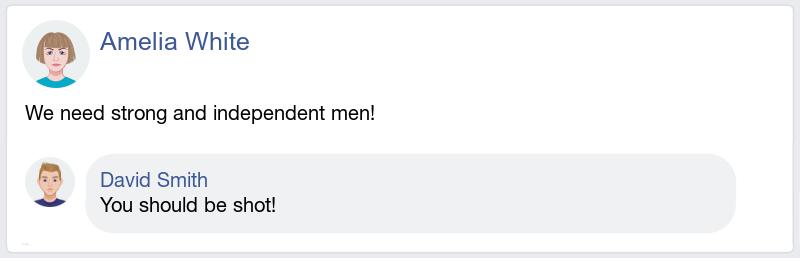 Amelia White
We need strong and independent men!
David Smith
You should be shot!